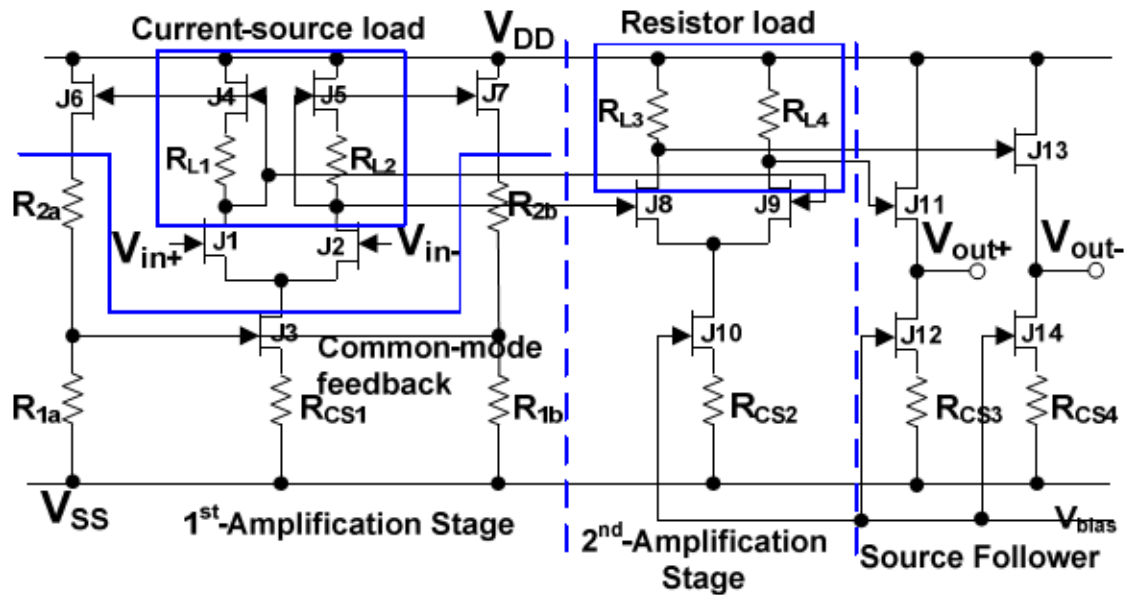 Current-source load
VDD
Resistor load
J6
J4
J5
J7
RL1
RL2
RL3
RL4
J13
R2a
R2b
J8
J9
J11
Vin+
J1
J2
Vin-
Vout+
Vout-
J3
Common-mode
feedback
J10
J12
J14
R1a
RCS1
R1b
RCS2
RCS3
RCS4
VSS
1st-Amplification Stage
2nd-Amplification
Stage
Source Follower
Vbias